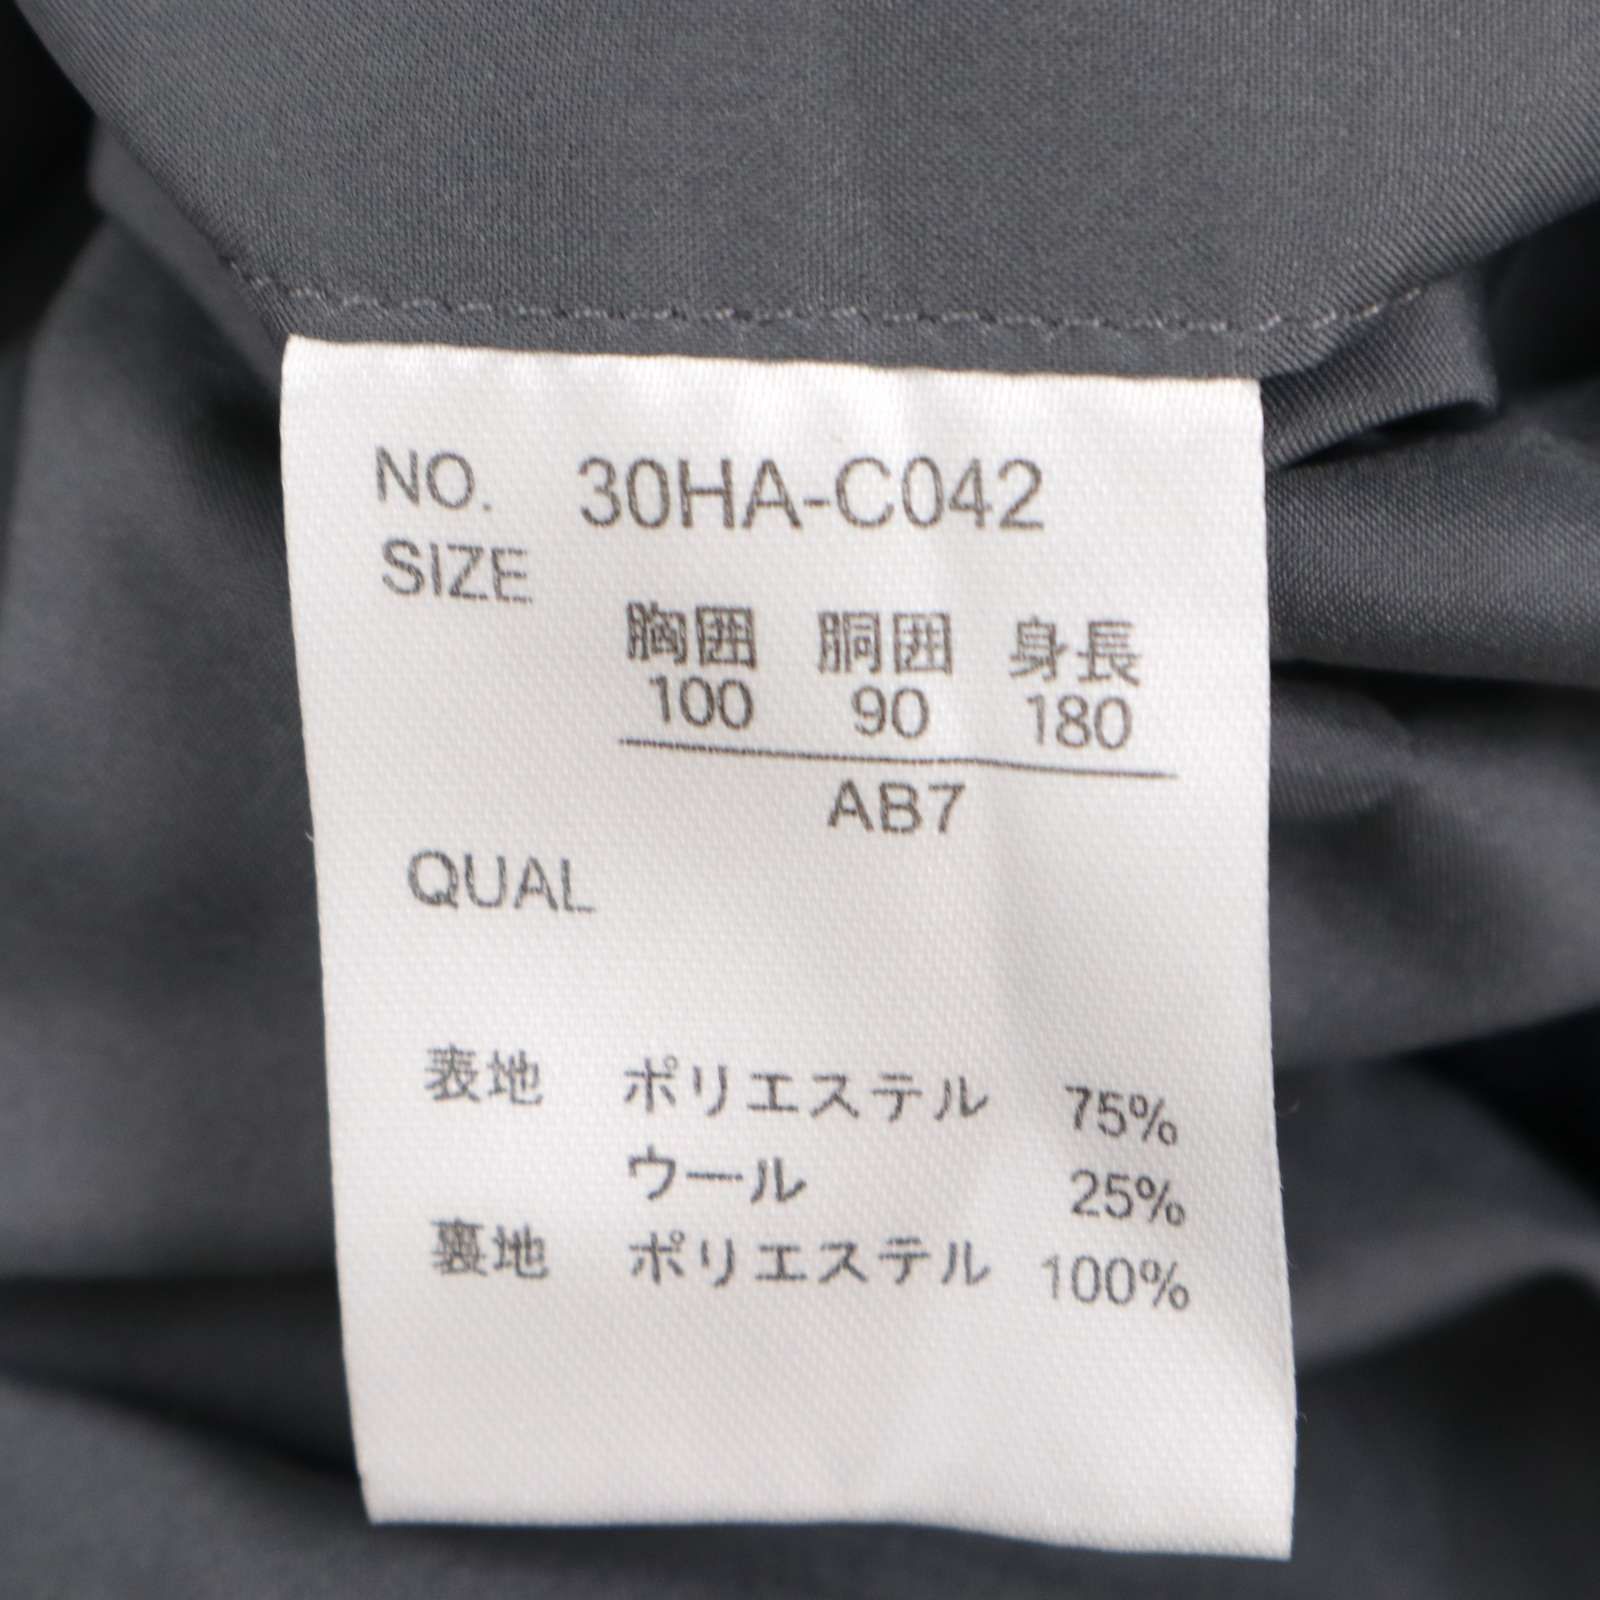 NO. 30HA-C042
SIZE
胸囲 胴囲 身長
100 90 180
AB7
QUAL
表地 ポリエステル 75%
ウール 25%
裏地 ポリエステル 100%